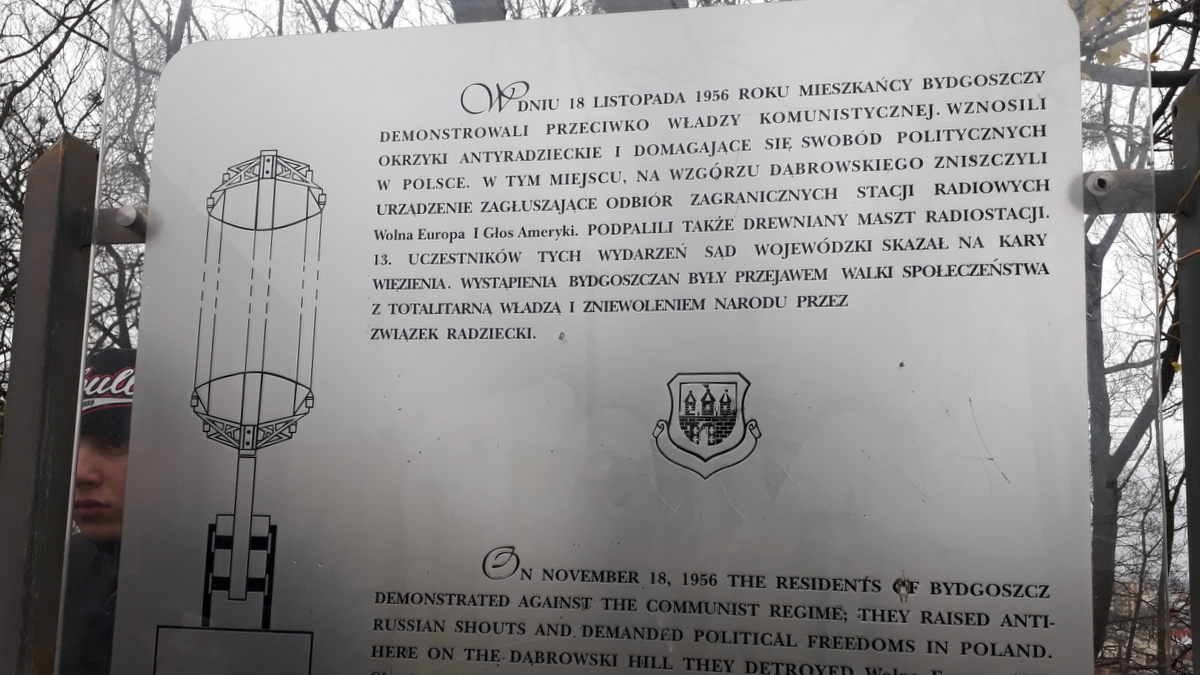 ulls
W DNIU 18 LISTOPADA 1956 ROKU MIESZKAŃCY BYDGOSZCZY
DEMONSTROWALI PRZECIWKO WŁADZY KOMUNISTYCZNEJ. WZNOSILI
OKRZYKI ANTYRADZIECKIE I DOMAGAJĄCE SIĘ SWOBÓD POLITYCZNYCH
W POLSCE. W TYM MIEJSCU, NA WZGÓRZU DĄBROWSKIEGO ZNISZCZYLI
URZĄDZENIE ZAGŁUSZAJĄCE ODBIÓR ZAGRANICZNYCH STACJI RADIOWYCH
Wolna Europa I Głos Ameryki. PODPALILI TAKŻE DREWNIANY MASZT RADIOSTACJI.
13. UCZESTNIKÓW TYCH WYDARZEŃ SĄD WOJEWÓDZKI SKAZAŁ NA KARY
WIĘZIENIA. WYSTĄPIENIA BYDGOSZCZAN BYŁY PRZEJAWEM WALKI SPOŁECZEŃSTWA
Z TOTALITARNĄ WŁADZĄ I ZNIEWOLENIEM NARODU PRZEZ
ZWIĄZEK RADZIECKI.
ON NOVEMBER 18, 1956 THE RESIDENTS OF BYDGOSZCZ
DEMONSTRATED AGAINST THE COMMUNIST REGIME; THEY RAISED ANTI-
RUSSIAN SHOUTS AND DEMANDED POLITICAL FREEDOMS IN POLAND.
HERE ON THE DĄBROWSKI HILL THEY DETROYED Wolna